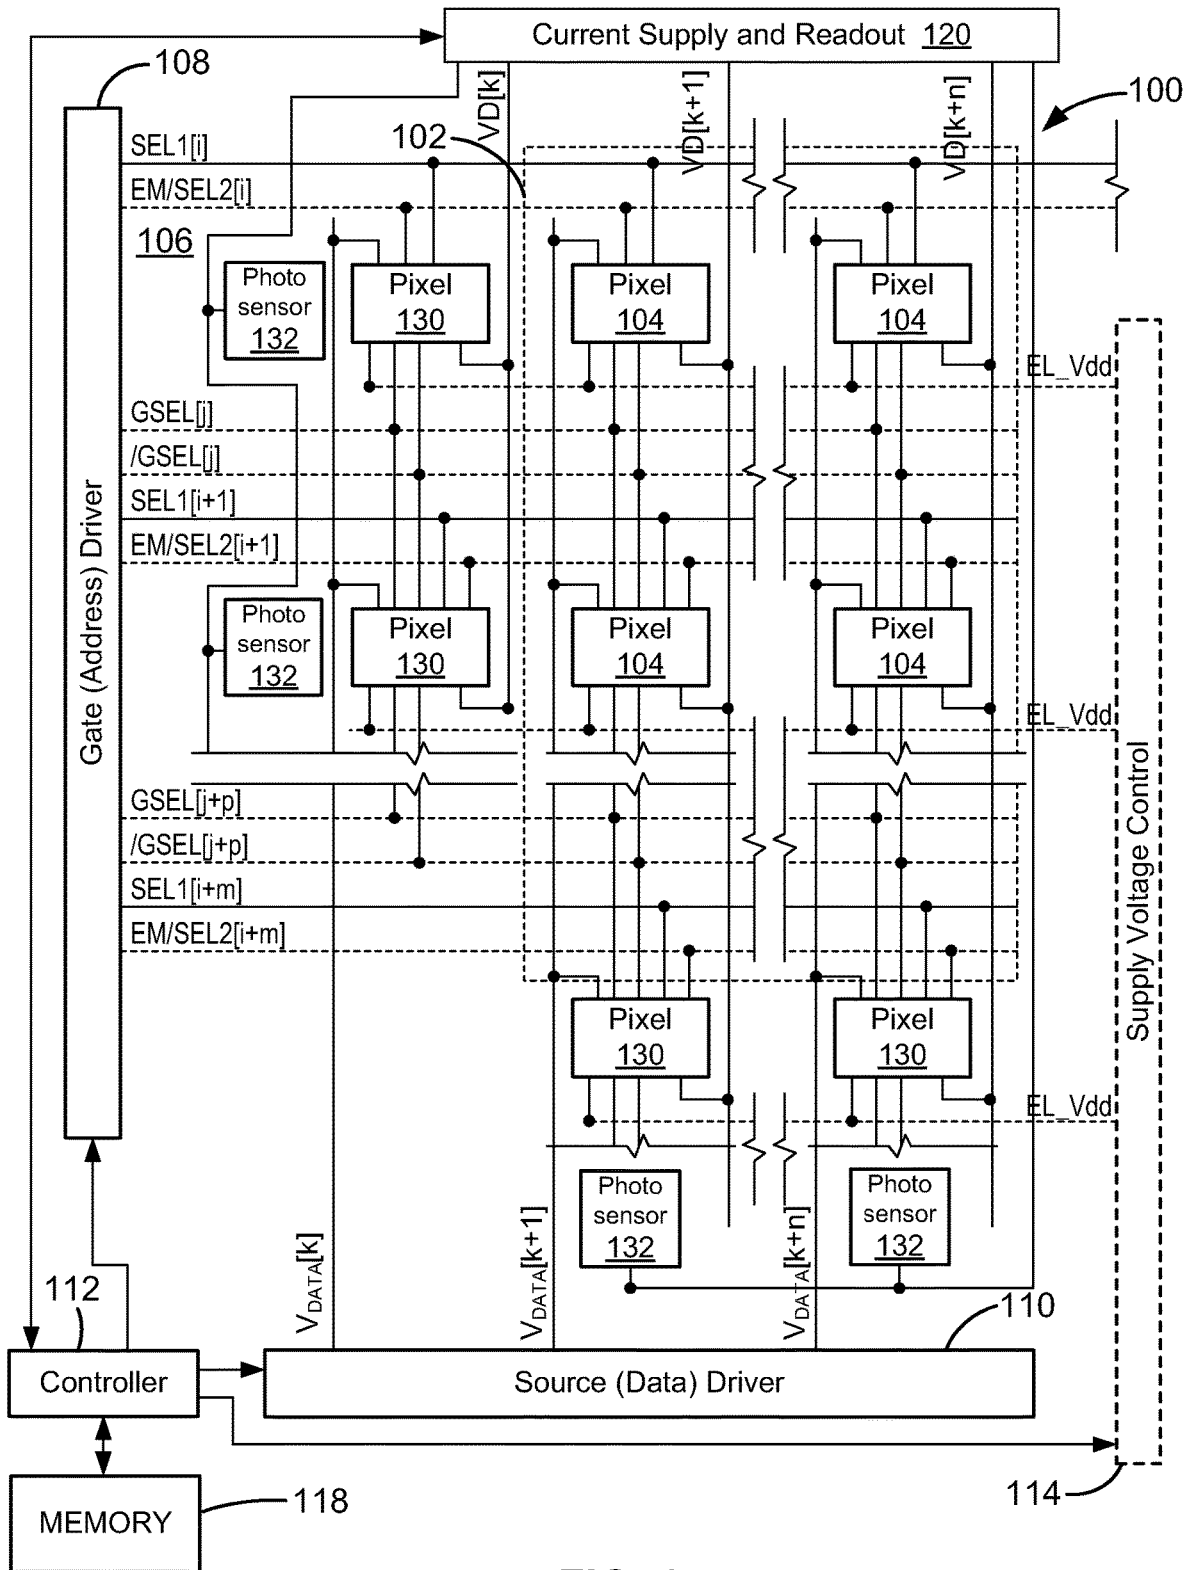 Current Supply and Readout 120
108
VD[k]
VD[k+1]
VD[k+n]
100
102
SEL1[i]
EM/SEL2[i]
106
Photo
sensor
132
Pixel
130
Pixel
104
Pixel
104
EL_Vdd
GSEL[j]
/GSEL[j]
SEL1[i+1]
EM/SEL2[i+1]
Gate (Address) Driver
Photo
sensor
132
Pixel
130
Pixel
104
Pixel
104
EL_Vdd
Supply Voltage Control
GSEL[j+p]
/GSEL[j+p]
SEL1[i+m]
EM/SEL2[i+m]
Pixel
130
Pixel
130
EL_Vdd
Photo
sensor
132
Photo
sensor
132
VDATA[k]
VDATA[k+1]
VDATA[k+n]
112
110
Controller
Source (Data) Driver
114
118
MEMORY